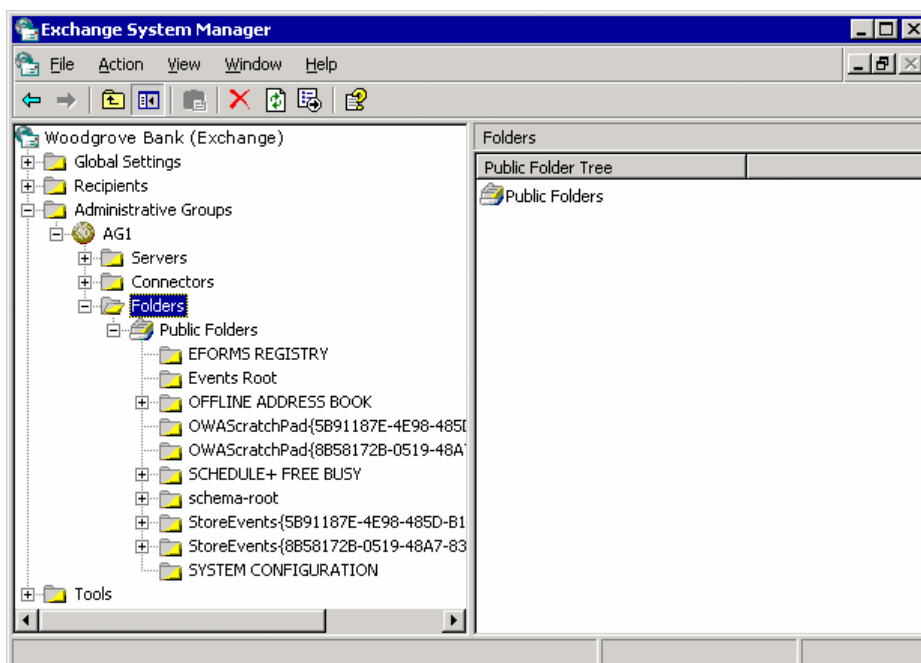 Exchange System Manager
File Action View Window Help
Woodgrove Bank (Exchange)
Global Settings
Recipients
Administrative Groups
AG1
Servers
Connectors
Folders
Public Folders
EFORMS REGISTRY
Events Root
OFFLINE ADDRESS BOOK
OWAScratchPad{5B91187E-4E98-485D
OWAScratchPad{8B58172B-0519-48A7
SCHEDULE+ FREE BUSY
schema-root
StoreEvents{5B91187E-4E98-485D-B1
StoreEvents{8B58172B-0519-48A7-83
SYSTEM CONFIGURATION
Tools
Folders
Public Folder Tree
Public Folders